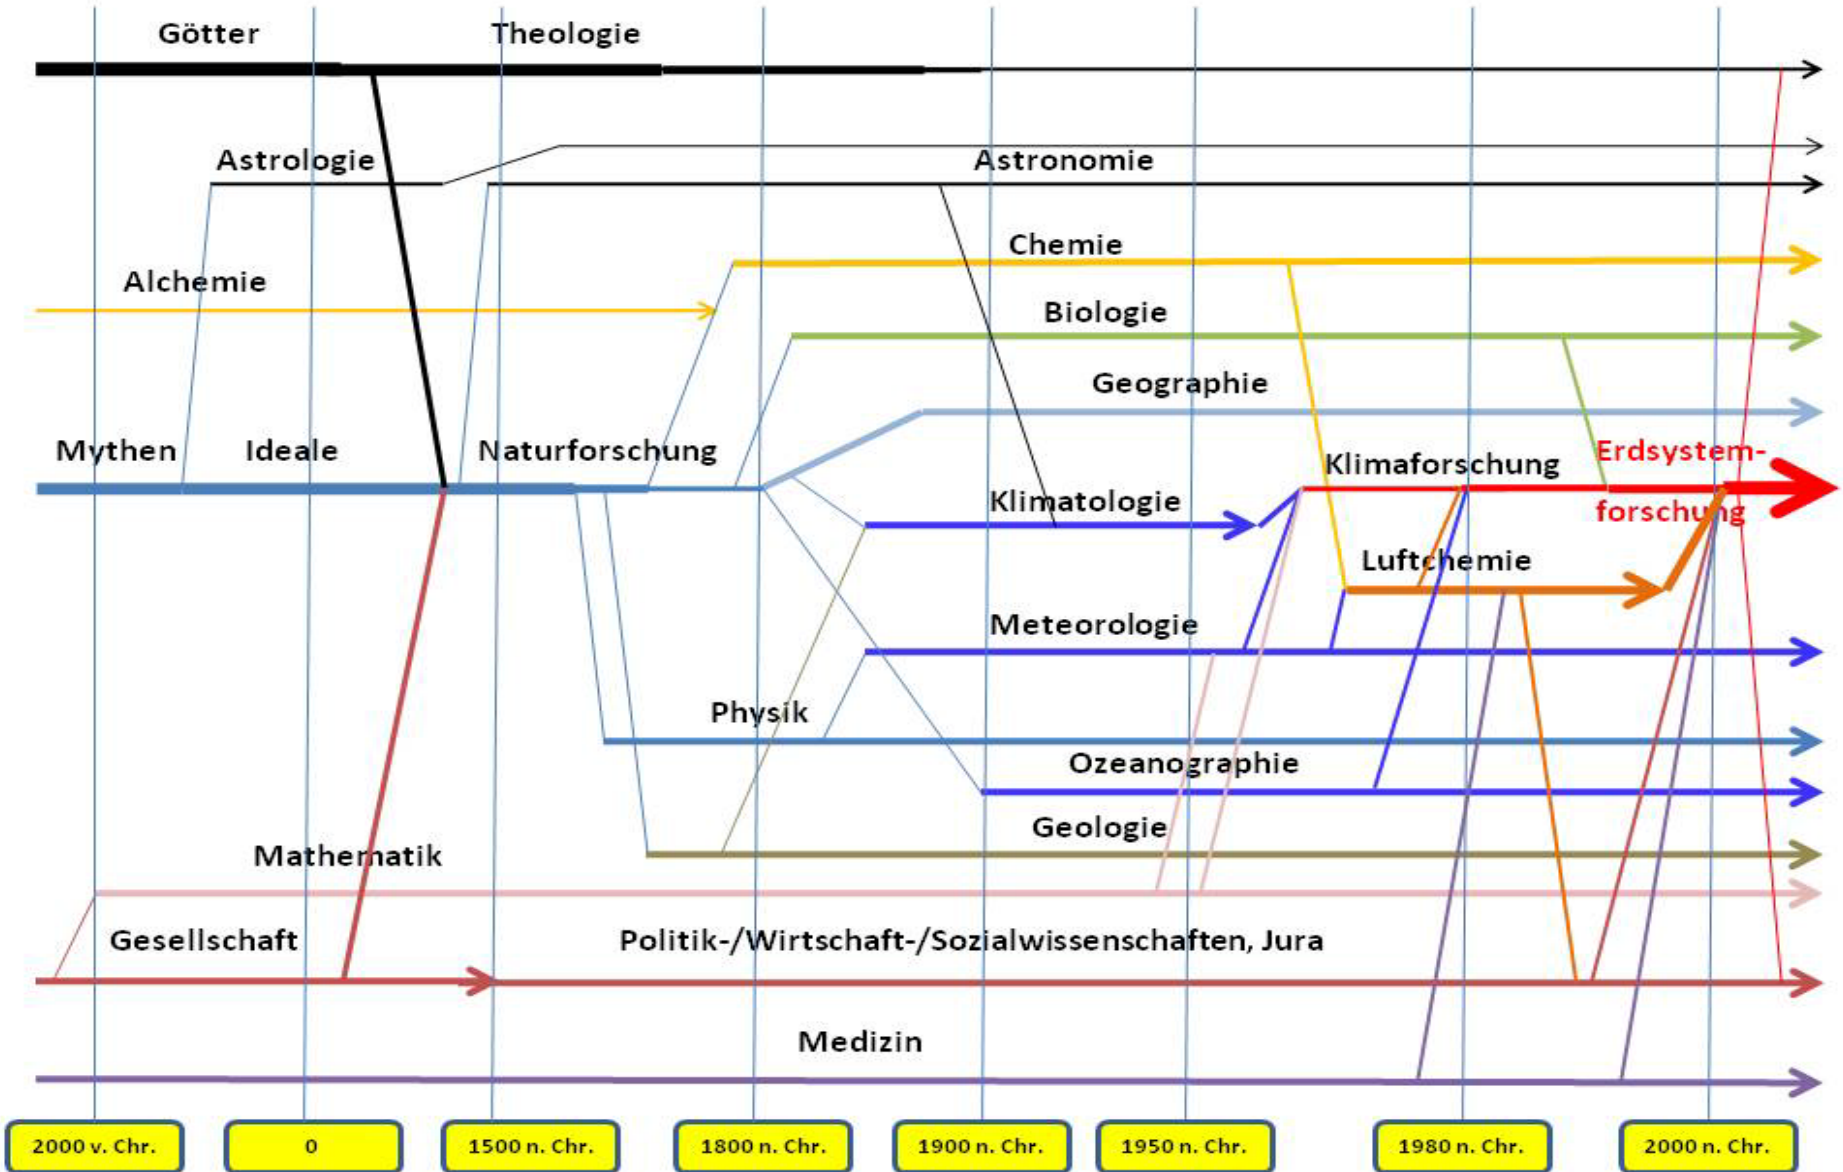 Götter
Theologie
Astrologie
Astronomie
Chemie
Alchemie
Biologie
Geographie
Mythen
Ideale
Naturforschung
Klimaforschung
Erdsystem-
forschung
Klimatologie
Luftchemie
Meteorologie
Physik
Ozeanographie
Geologie
Mathematik
Gesellschaft
Politik-/Wirtschaft-/Sozialwissenschaften, Jura
Medizin
2000 v. Chr.
0
1500 n. Chr.
1800 n. Chr.
1900 n. Chr.
1950 n. Chr.
1980 n. Chr.
2000 n. Chr.